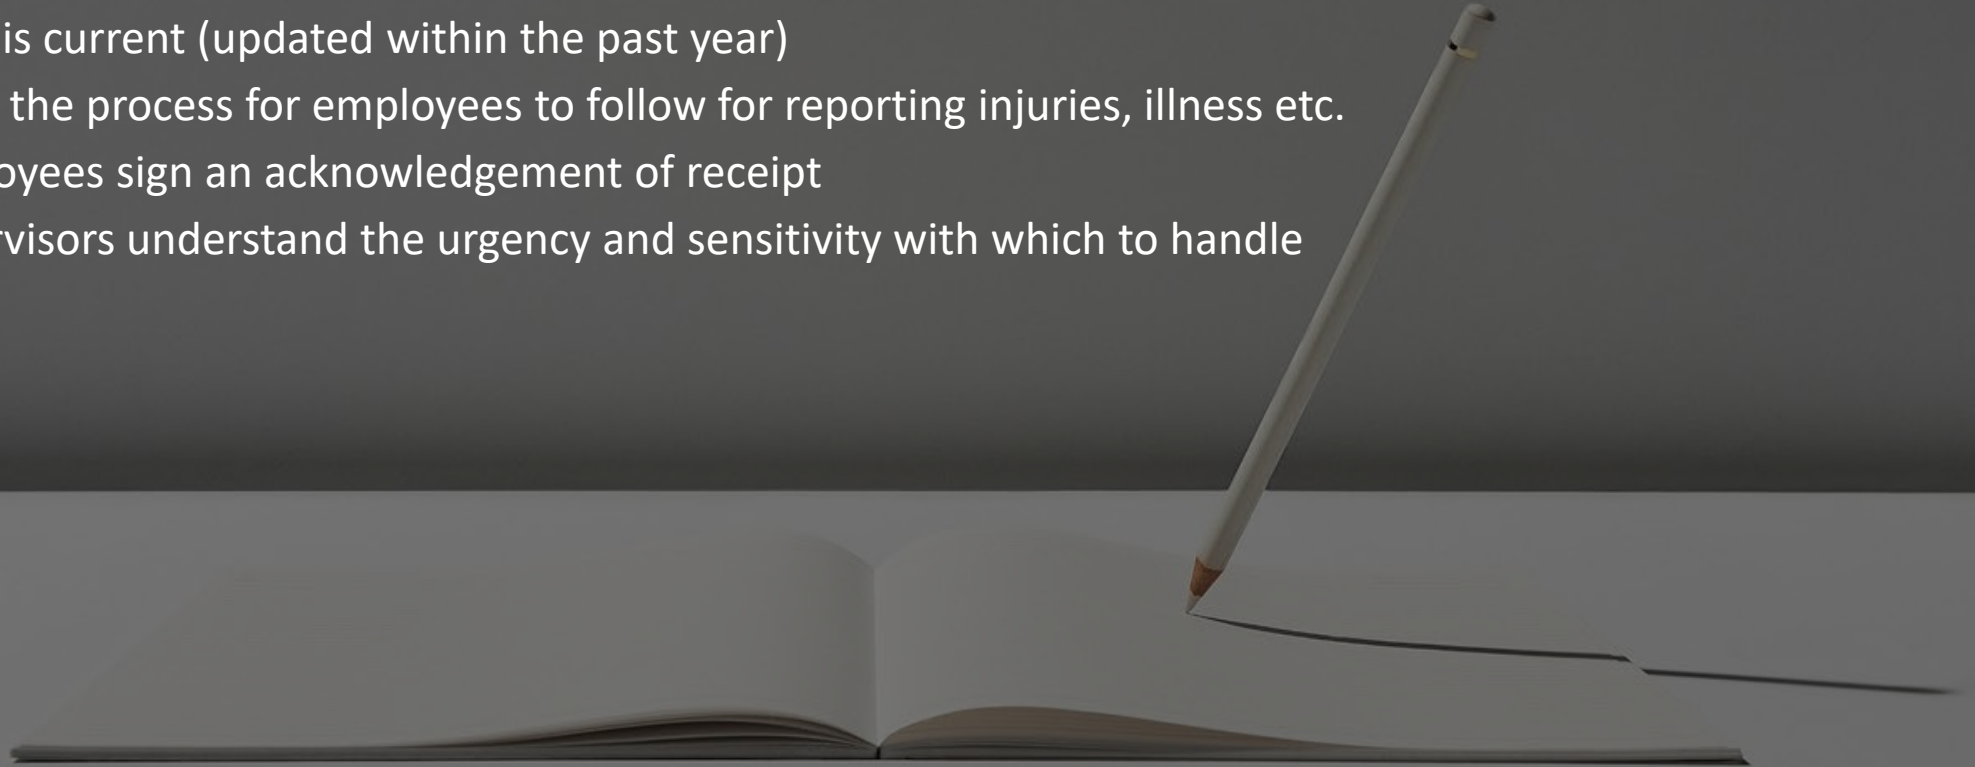 is current (updated within the past year)
the process for employees to follow for reporting injuries, illness etc.
oyees sign an acknowledgement of receipt
rvisors understand the urgency and sensitivity with which to handle